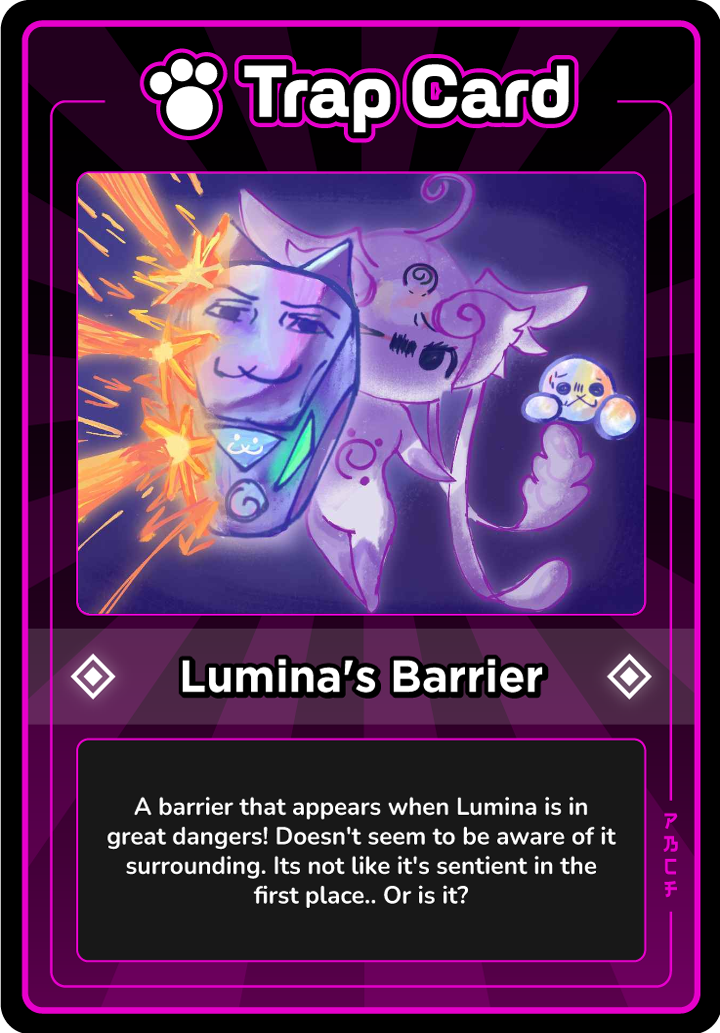 Trap Card
Lumina's Barrier
A barrier that appears when Lumina is in
great dangers! Doesn't seem to be aware of it
surrounding. Its not like it's sentient in the
first place.. Or is it?